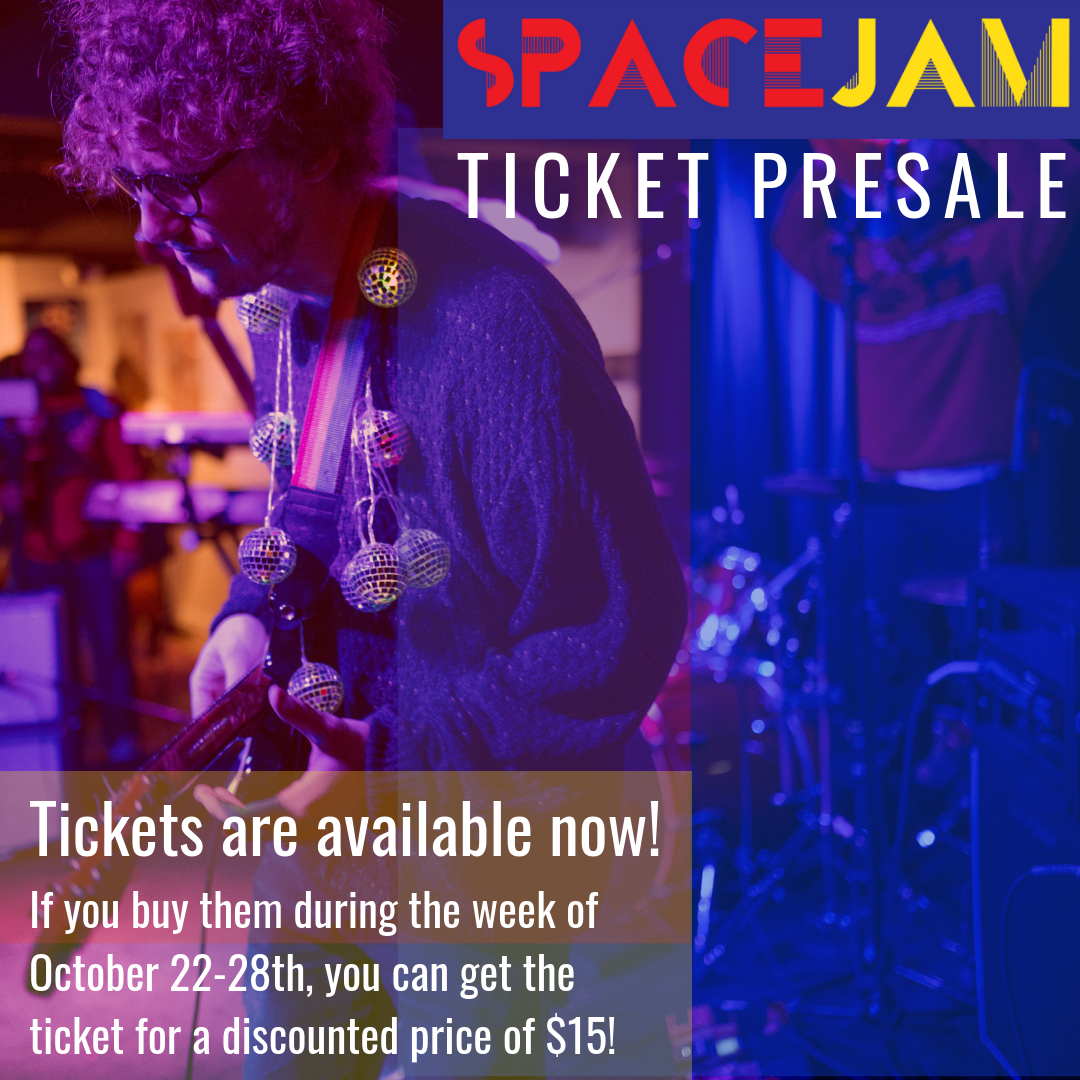 SPACEJAM
TICKET PRESALE
Tickets are available now!
If you buy them during the week of
October 22-28th, you can get the
ticket for a discounted price of $15!